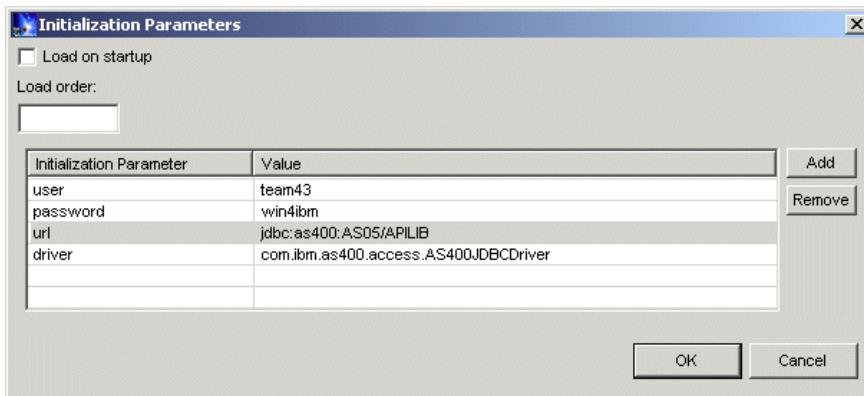 Initialization Parameters
Load on startup
Load order:
Initialization Parameter Value
Add
user team43
Remove
password win4ibm
url jdbc:as400:AS05/APILIB
driver com.ibm.as400.access.AS400JDBCDriver
OK Cancel